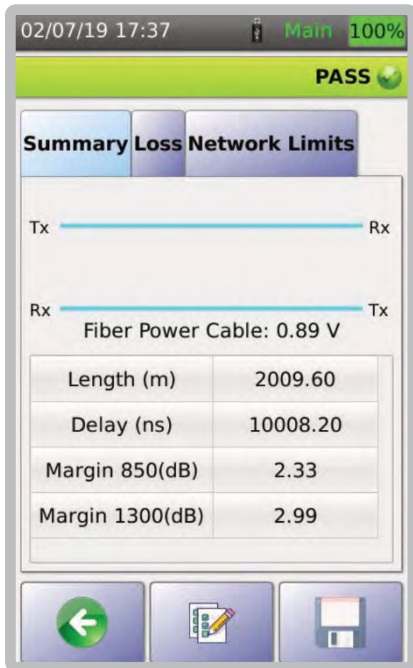 02/07/19 17:37 Main 100%
PASS
Summary Loss Network Limits
Tx Rx
Rx Tx
Fiber Power Cable: 0.89 V
Length (m) 2009.60
Delay (ns) 10008.20
Margin 850(dB) 2.33
Margin 1300(dB) 2.99